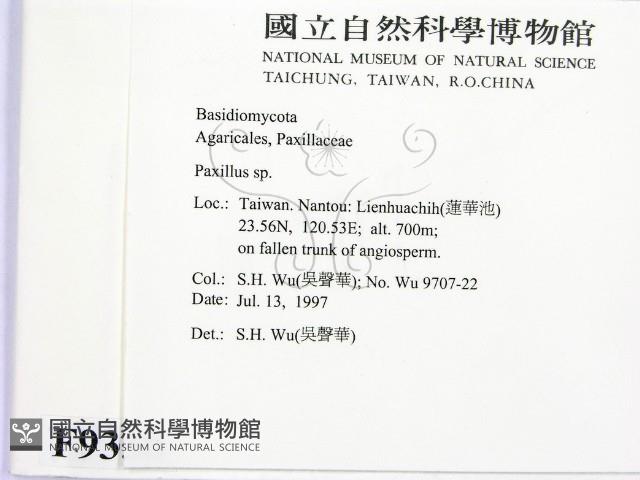 國立自然科學博物館
NATIONAL MUSEUM OF NATURAL SCIENCE
TAICHUNG, TAIWAN, R.O.CHINA
Basidiomycota
Agaricales, Paxillaceae
Paxillus sp.
Loc.: Taiwan. Nantou: Lienhuachih(蓮華池)
23.56N, 120.53E; alt. 700m;
on fallen trunk of angiosperm.
Col.: S.H. Wu(吳聲華); No. Wu 9707-22
Date: Jul. 13, 1997
Det.: S.H. Wu(吳聲華)
國立自然科學博物館
NATIONAL MUSEUM OF NATURAL SCIENCE